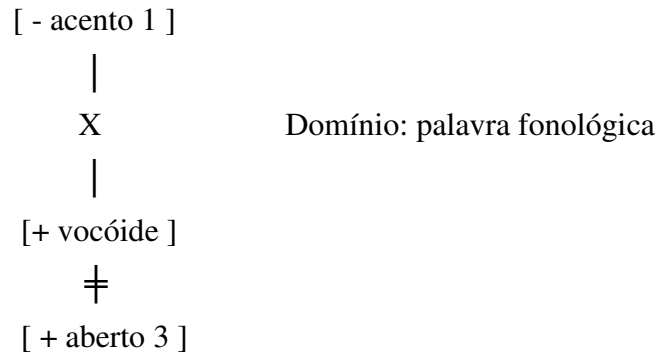 [ - acento 1 ]
X Domínio: palavra fonológica
[+ vocóide ]
[ + aberto 3 ]